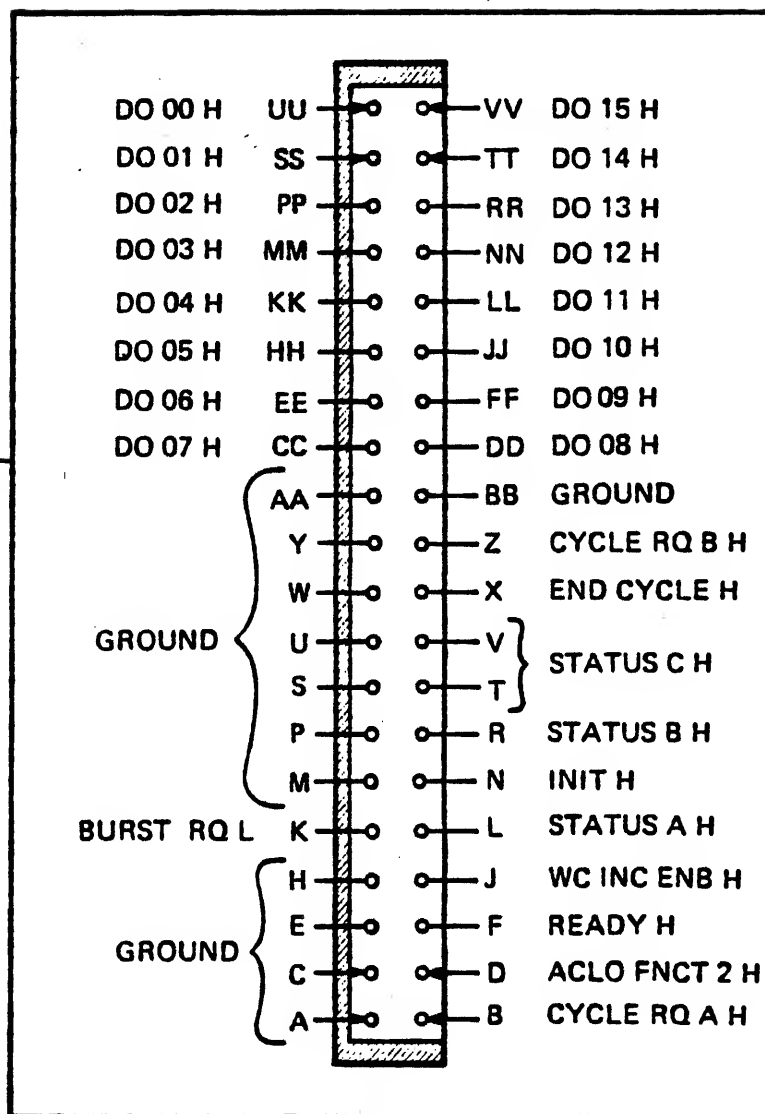 DO 00 H UU VV DO 15 H
DO 01 H SS TT DO 14 H
DO 02 H PP RR DO 13 H
DO 03 H MM NN DO 12 H
DO 04 H KK LL DO 11 H
DO 05 H HH JJ DO 10 H
DO 06 H EE FF DO 09 H
DO 07 H CC DD DO 08 H
AA BB GROUND
Y Z CYCLE RQ B H
W X END CYCLE H
GROUND U V
STATUS C H
S T
P R STATUS B H
M N INIT H
BURST RQ L K L STATUS A H
H J WC INC ENB H
E F READY H
GROUND
C D ACLO FNCT 2 H
A B CYCLE RQ A H